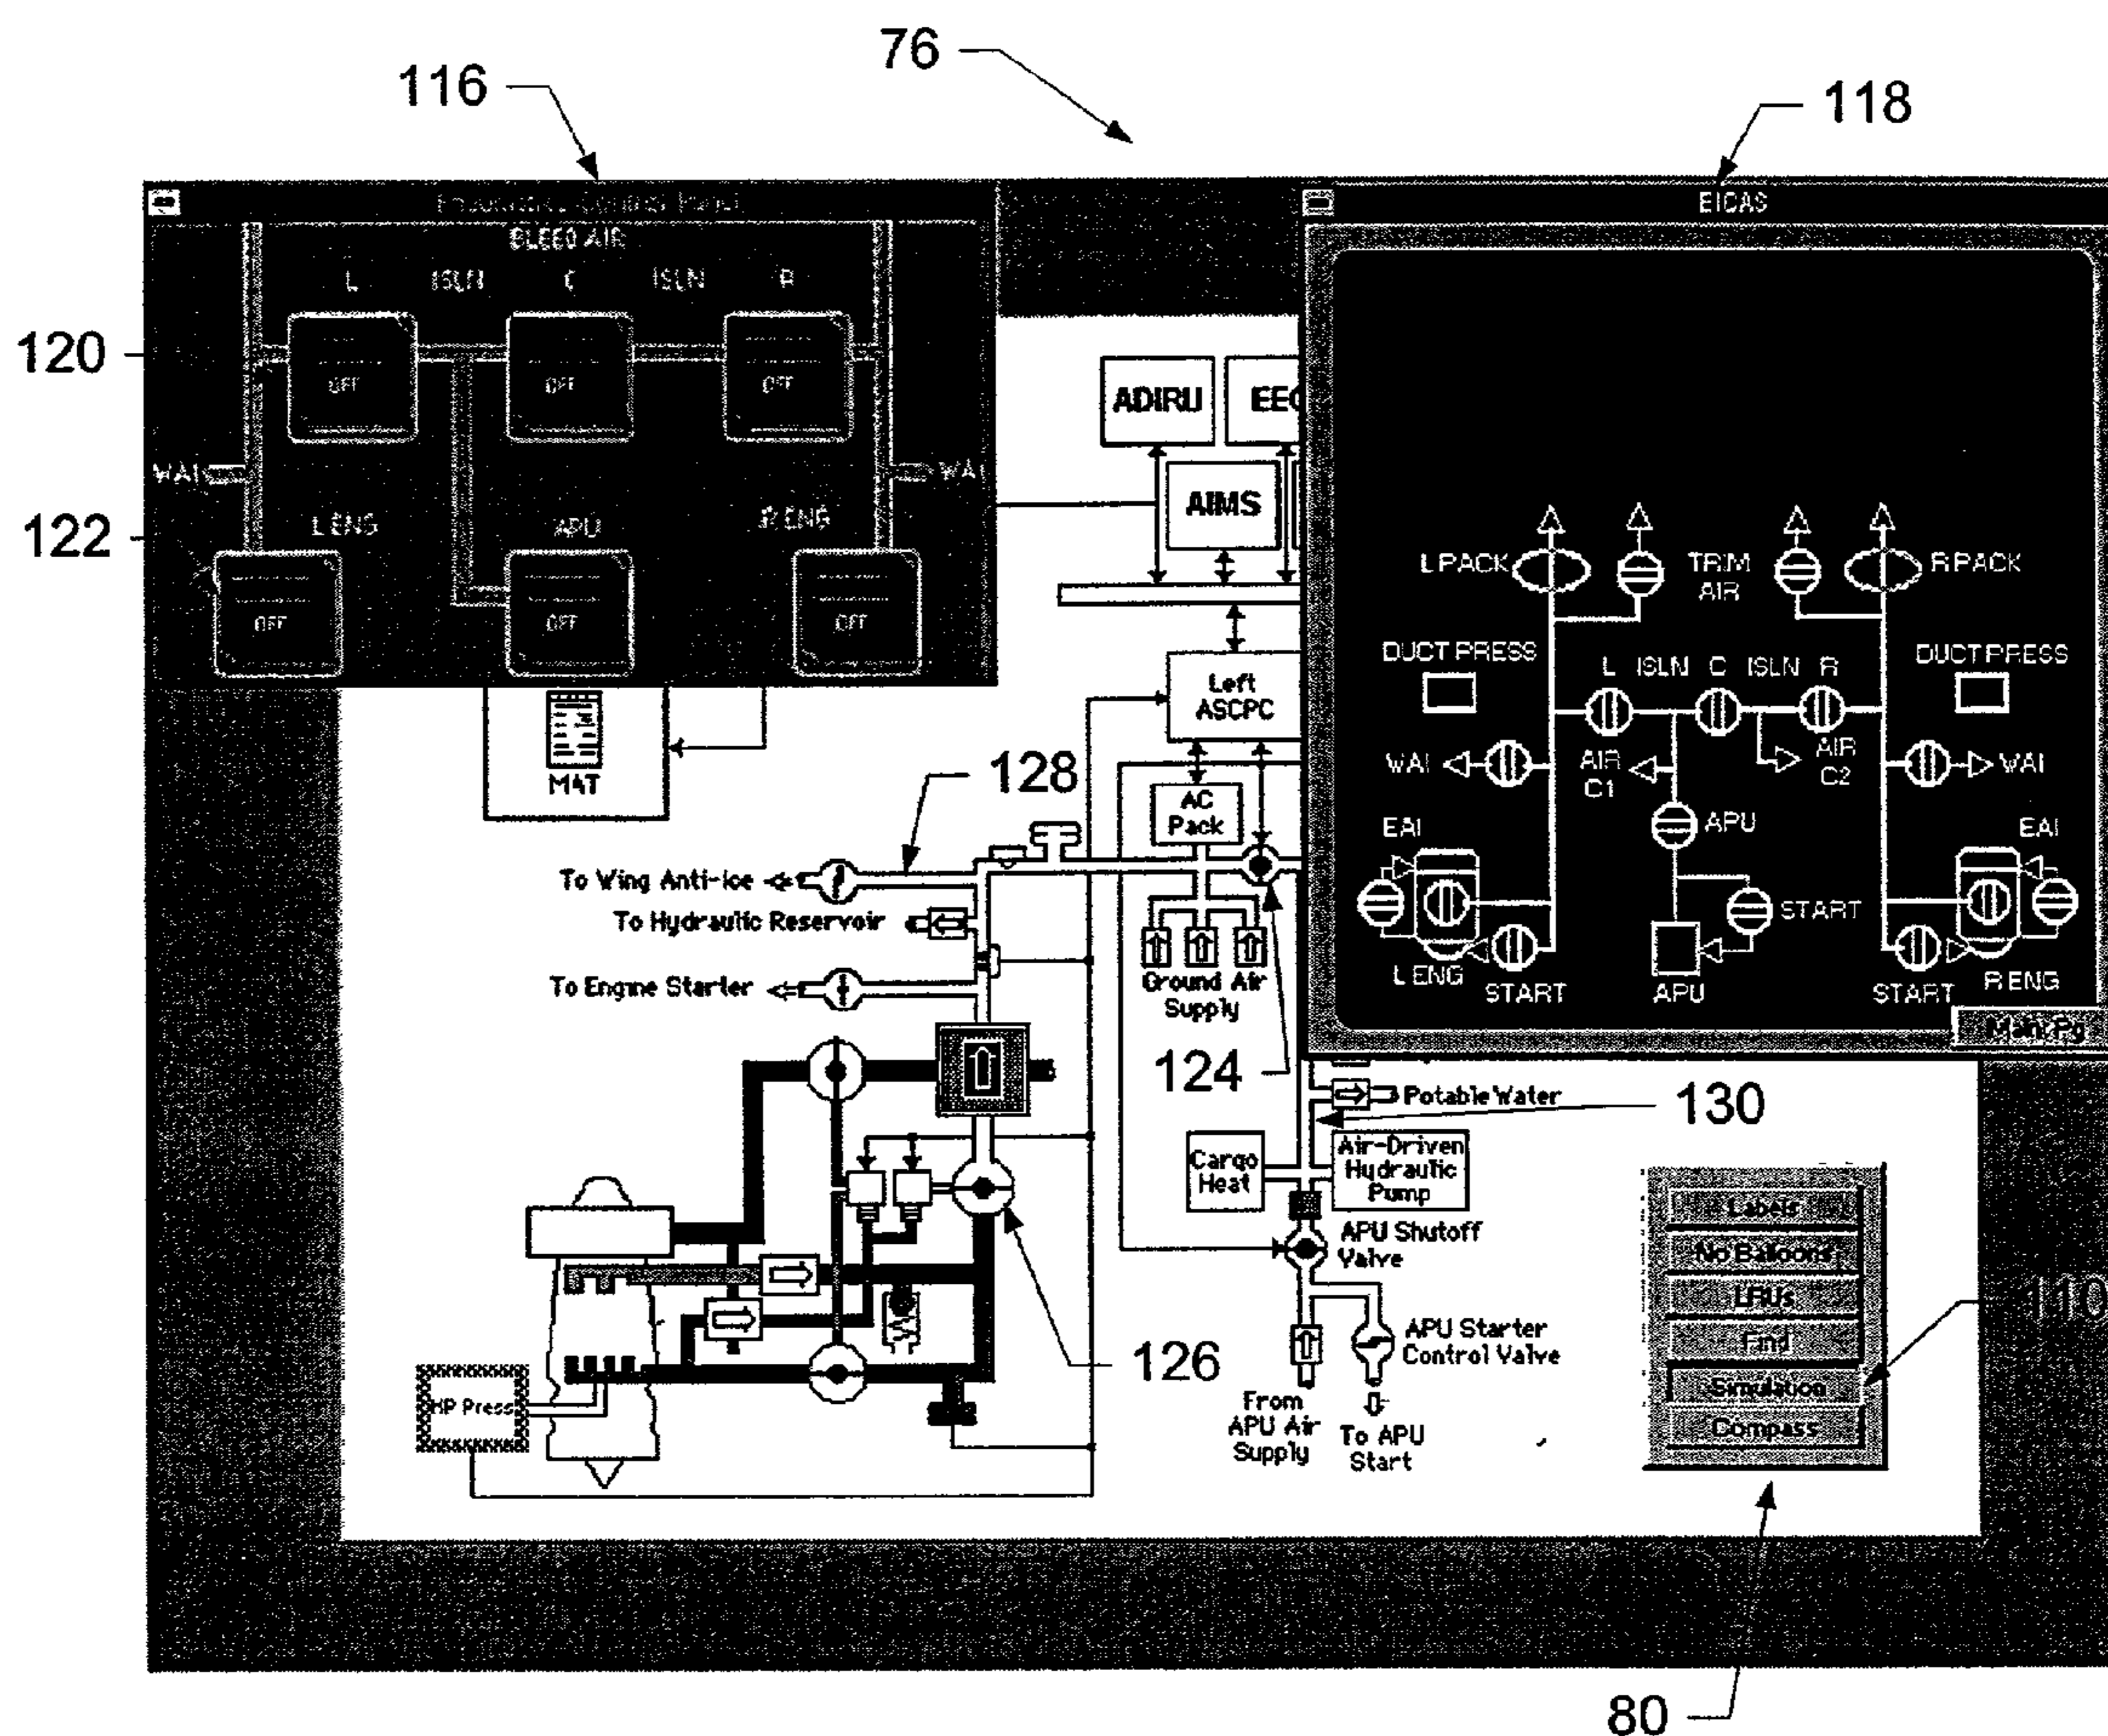 76
116
118
EICAS
BLEED AIR
L ISLN C ISLN R
120
OFF OFF OFF
ADIRU
AIMS
WAI WAI
122
L ENG APU R ENG
OFF OFF OFF
L PACK TRIM AIR R PACK
DUCT PRESS DUCT PRESS
L ISLN C ISLN R
WAI AIR C1 AIR C2 WAI
APU
EAI EAI
START
L ENG START APU START R ENG
Main Pg
Left
ASCPC
MAT
128
AC
Pack
To Wing Anti-Ice
To Hydraulic Reservoir
To Engine Starter
Ground Air
Supply
124
Potable Water
130
Cargo
Heat
Air-Driven
Hydraulic
Pump
APU Shutoff
Valve
Labels
No Balloons
LRUs
Find
Simulation
Compass
110
126
APU Starter
Control Valve
HP Press
From
APU Air
Supply
To APU
Start
80